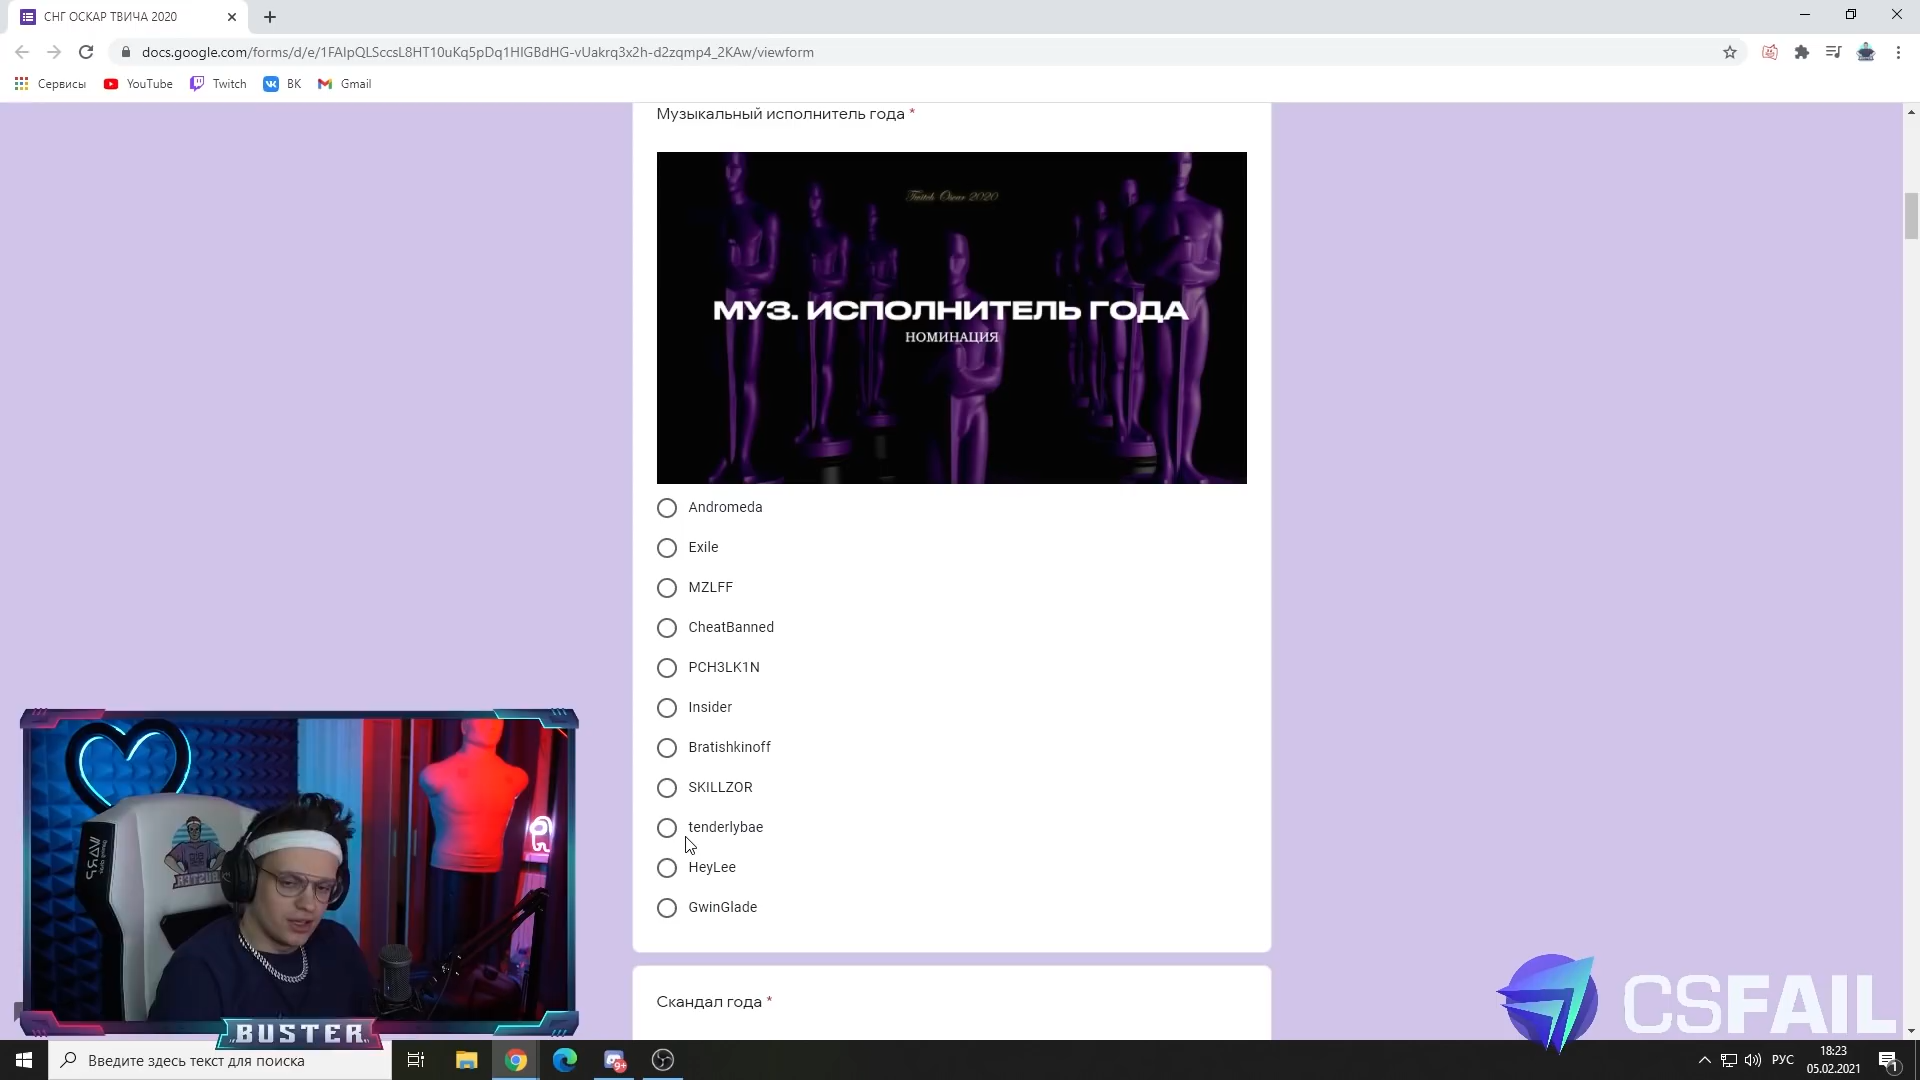 СНГ ОСКАР ТВИЧА 2020
docs.google.com/forms/d/e/1FAIpQLSccsL8HT10uKq5pDq1HIGBdHG-vUakrq3x2h-d2zqmp4_2KAw/viewform
Сервисы YouTube Twitch ВК Gmail
Музыкальный исполнитель года *
Twitch Oscar 2020
МУЗ. ИСПОЛНИТЕЛЬ ГОДА
НОМИНАЦИЯ
Andromeda
Exile
MZLFF
CheatBanned
PCH3LK1N
Insider
Bratishkinoff
SKILLZOR
tenderlybae
HeyLee
GwinGlade
Скандал года *
BUSTER
CSFAIL
Введите здесь текст для поиска
9+
РУС
18:23
05.02.2021
1